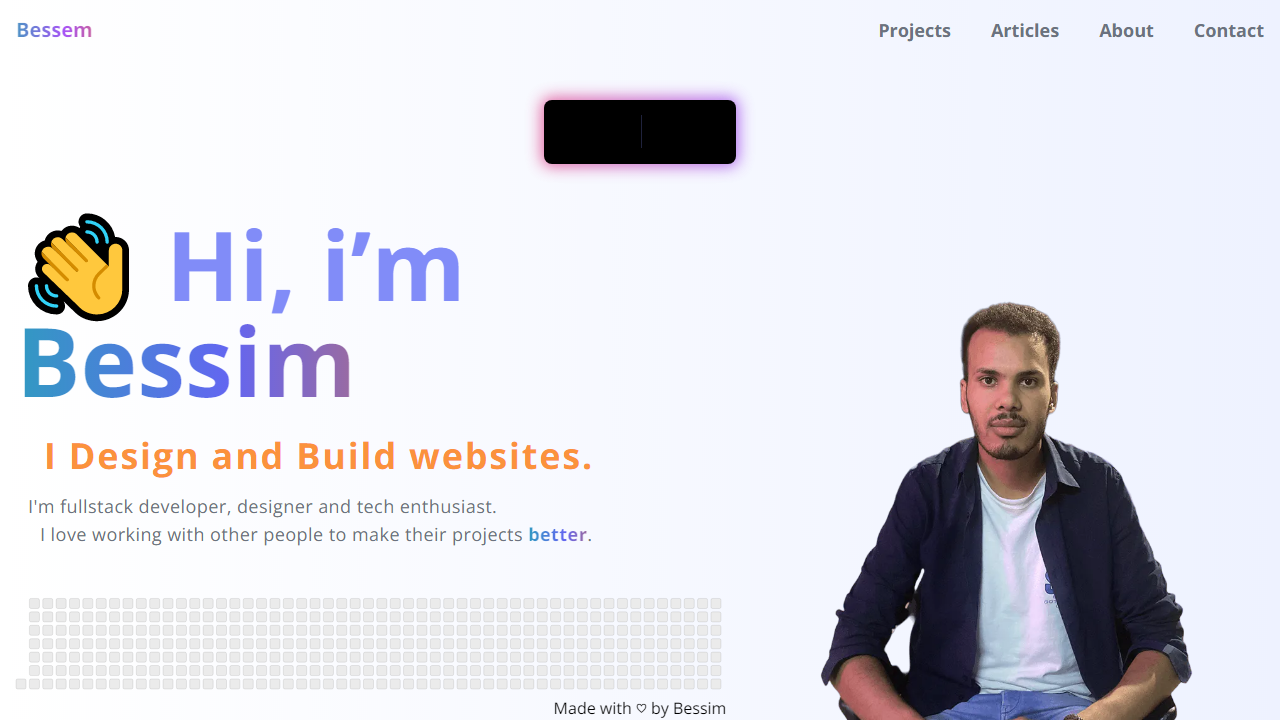 Bessem
Projects Articles About Contact
👋 Hi, i’m
Bessim
I Design and Build websites.
I'm fullstack developer, designer and tech enthusiast.
I love working with other people to make their projects better.
Made with ♡ by Bessim